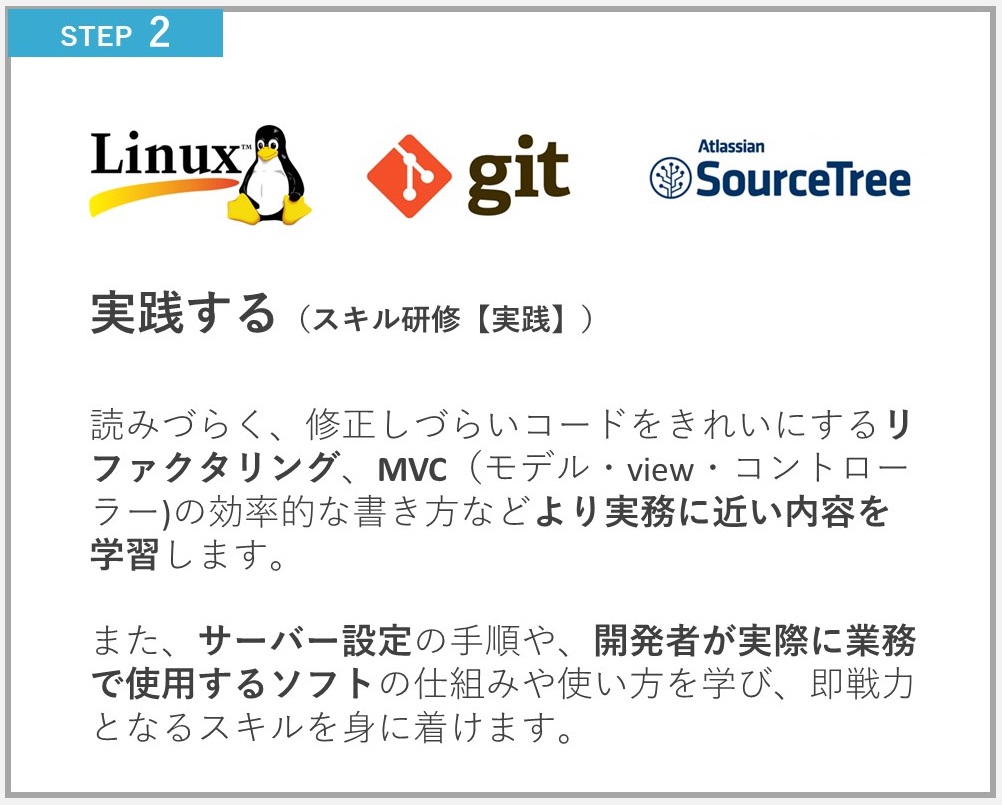 STEP 2
Linux™
git
Atlassian
SourceTree
実践する（スキル研修【実践】）
読みづらく、修正しづらいコードをきれいにするリ
ファクタリング、MVC（モデル・view・コントロー
ラー)の効率的な書き方などより実務に近い内容を
学習します。
また、サーバー設定の手順や、開発者が実際に業務
で使用するソフトの仕組みや使い方を学び、即戦力
となるスキルを身に着けます。